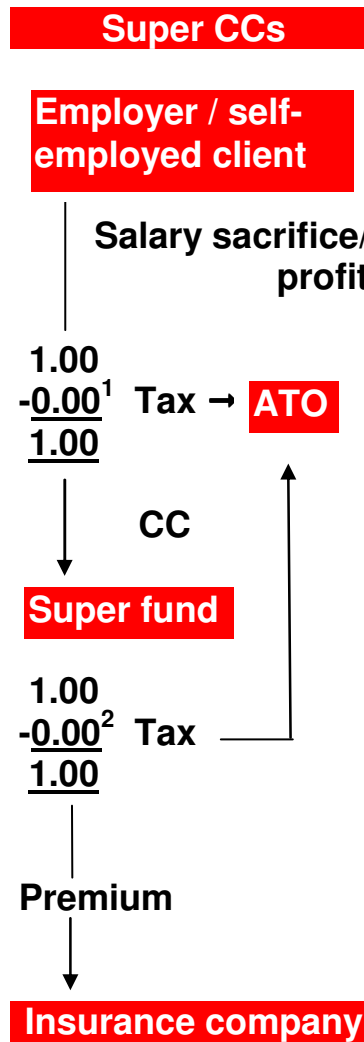 Super CCs
Employer / self-
employed client
Salary sacrifice/
profit
1.00
-0.00¹ Tax → ATO
1.00
CC
Super fund
1.00
-0.00² Tax
1.00
Premium
Insurance company